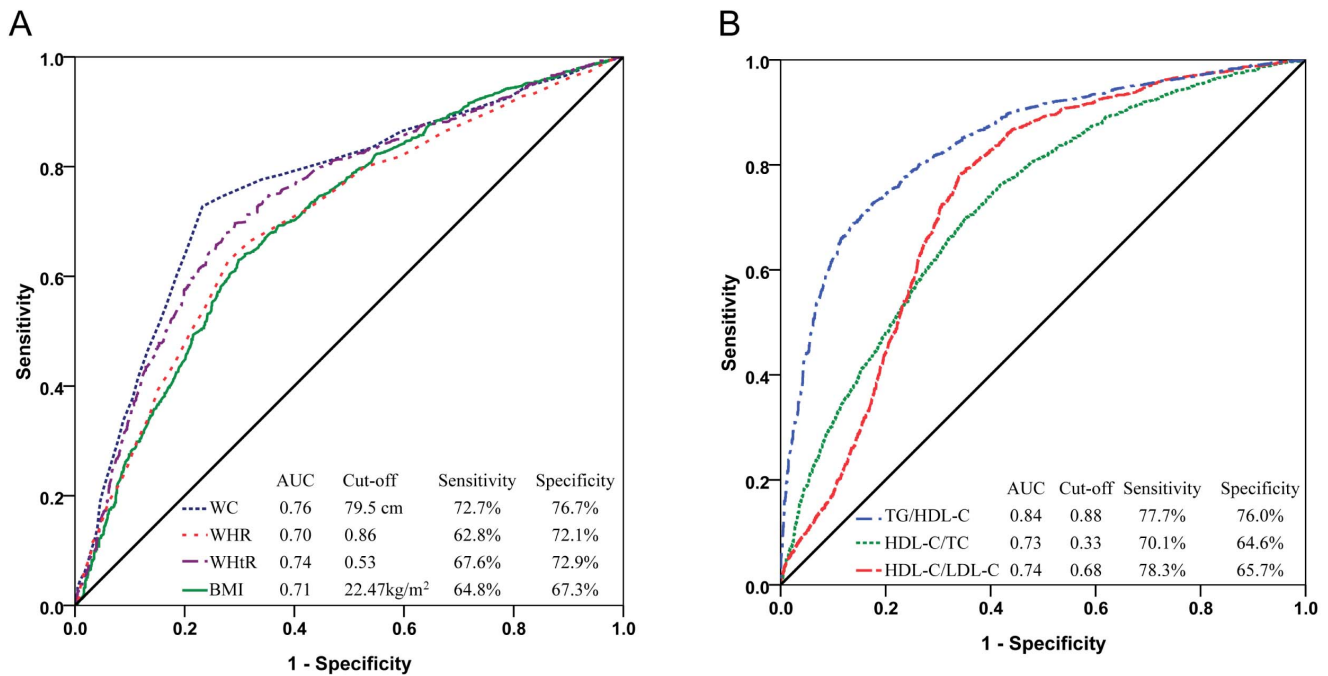 A
1.0
0.8
0.6
0.4
0.2
0.0
Sensitivity
AUC Cut-off Sensitivity Specificity
WC 0.76 79.5 cm 72.7% 76.7%
WHR 0.70 0.86 62.8% 72.1%
WHtR 0.74 0.53 67.6% 72.9%
BMI 0.71 22.47kg/m² 64.8% 67.3%
0.0 0.2 0.4 0.6 0.8 1.0
1 - Specificity
B
1.0
0.8
0.6
0.4
0.2
0.0
Sensitivity
AUC Cut-off Sensitivity Specificity
TG/HDL-C 0.84 0.88 77.7% 76.0%
HDL-C/TC 0.73 0.33 70.1% 64.6%
HDL-C/LDL-C 0.74 0.68 78.3% 65.7%
0.0 0.2 0.4 0.6 0.8 1.0
1 - Specificity